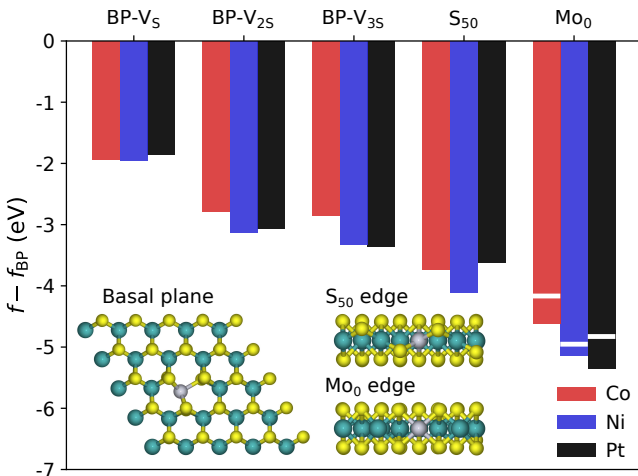 BP-V_S BP-V_2S BP-V_3S S_50 Mo_0
0
-1
-2
-3
-4
-5
-6
-7
f − f_BP (eV)
Basal plane
S_50 edge
Mo_0 edge
Co
Ni
Pt